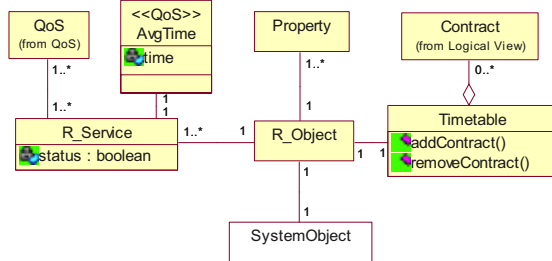 QoS
(from QoS)
<<QoS>>
AvgTime
time
Property
Contract
(from Logical View)
1..*
1..*
0..*
1..*
1
1
1
R_Service
status : boolean
1..*
1
R_Object
1
1
Timetable
addContract()
removeContract()
1
1
SystemObject